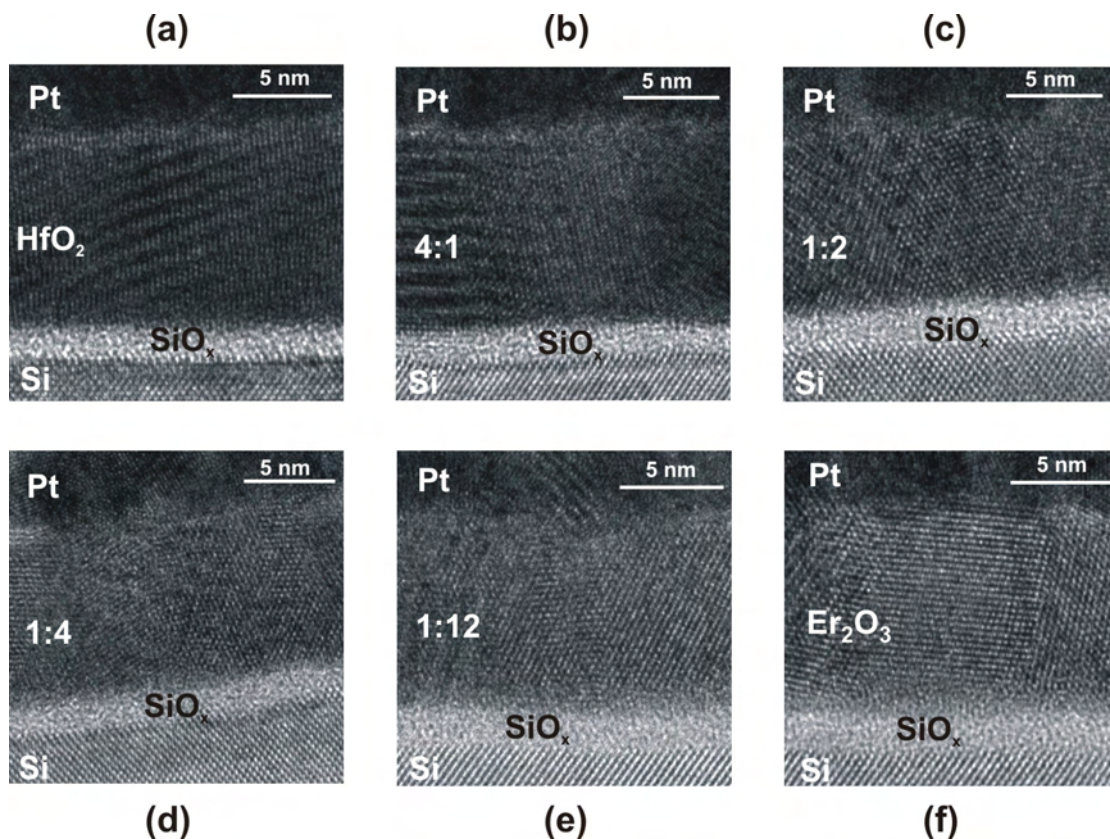 (a)
(b)
(c)
Pt
5 nm
HfO₂
SiOₓ
Si
Pt
5 nm
4:1
SiOₓ
Si
Pt
5 nm
1:2
SiOₓ
Si
Pt
5 nm
1:4
SiOₓ
Si
Pt
5 nm
1:12
SiOₓ
Si
Pt
5 nm
Er₂O₃
SiOₓ
Si
(d)
(e)
(f)